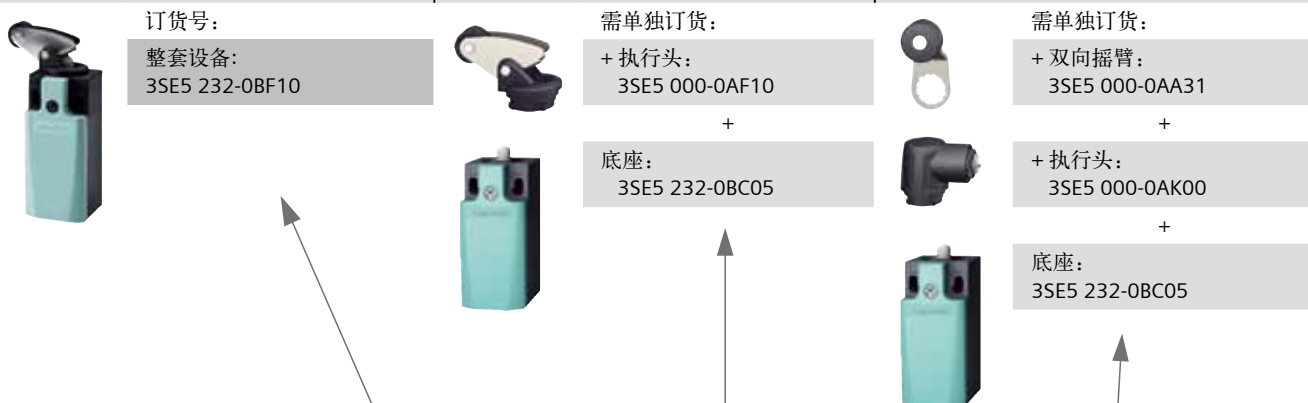 订货号：
整套设备：
3SE5 232-0BF10
需单独订货：
+ 执行头：
3SE5 000-0AF10
+
底座：
3SE5 232-0BC05
需单独订货：
+ 双向摇臂：
3SE5 000-0AA31
+
+ 执行头：
3SE5 000-0AK00
+
底座：
3SE5 232-0BC05